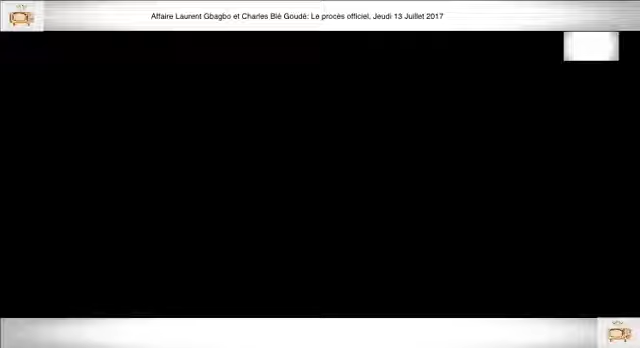 Affaire Laurent Gbagbo et Charles Blé Goudé: Le procès officiel, Jeudi 13 Juillet 2017